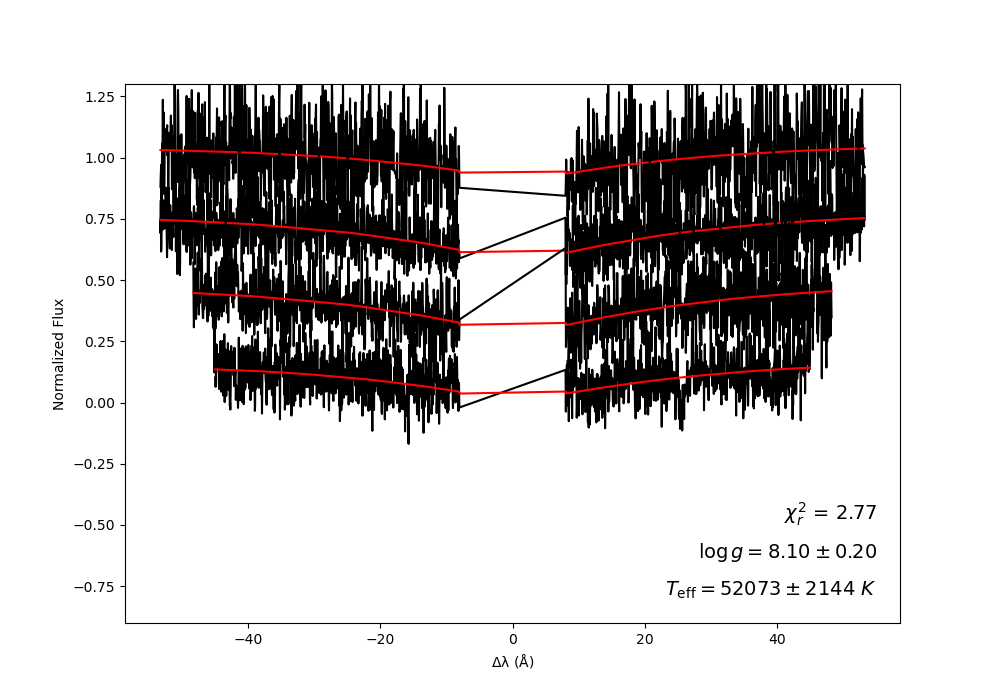 1.25
1.00
0.75
0.50
0.25
0.00
−0.25
−0.50
−0.75
Normalized Flux
χ²ᵣ = 2.77
log g = 8.10 ± 0.20
T_eff = 52073 ± 2144 K
−40 −20 0 20 40
Δλ (Å)